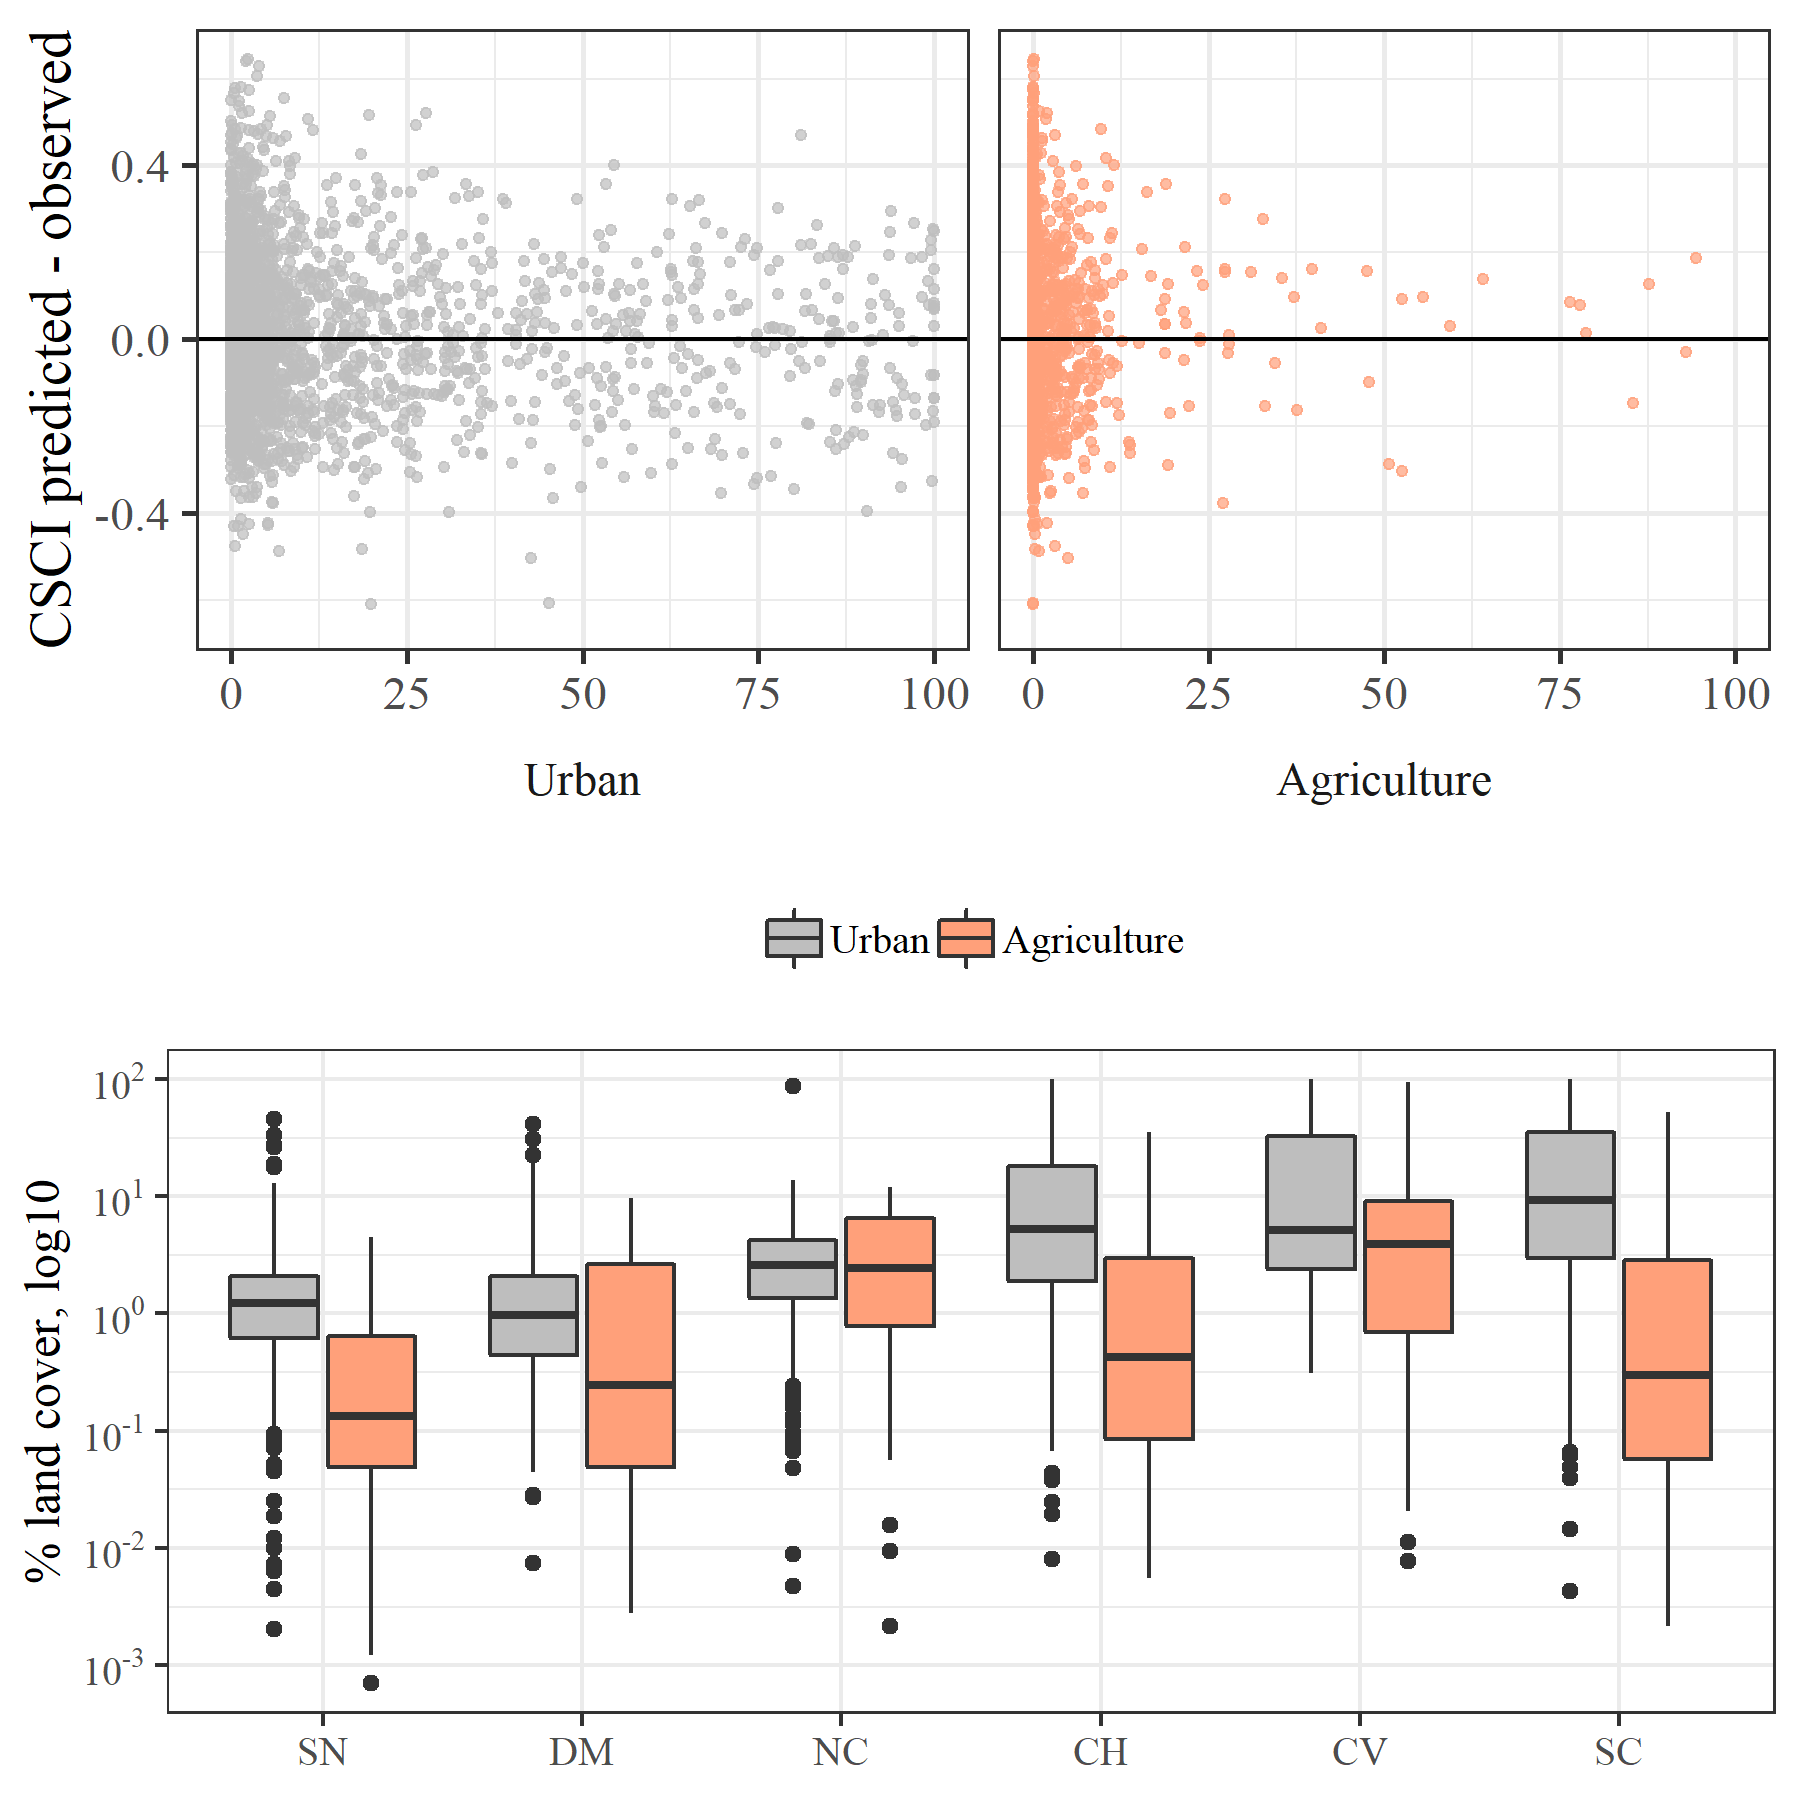 CSCI predicted - observed
0.4
0.0
-0.4
0 25 50 75 100
0 25 50 75 100
Urban
Agriculture
Urban Agriculture
% land cover, log10
10²
10¹
10⁰
10⁻¹
10⁻²
10⁻³
SN DM NC CH CV SC